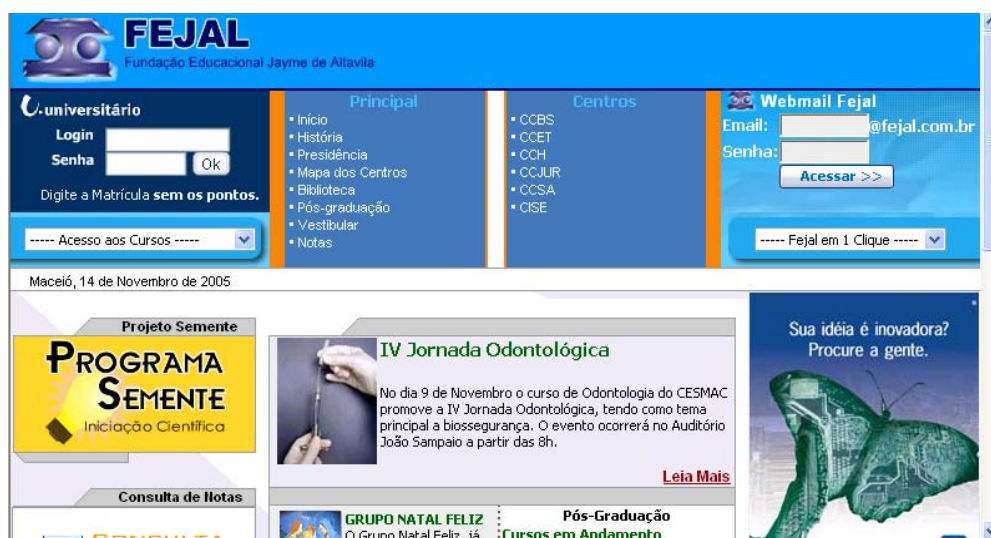 FEJAL
Fundação Educacional Jayme de Altavila
U-universitário
Login
Senha
Ok
Digite a Matrícula sem os pontos.
----- Acesso aos Cursos -----
Principal
Início
História
Presidência
Mapa dos Centros
Biblioteca
Pós-graduação
Vestibular
Notas
Centros
CCBS
CCET
CCH
CCJUR
CCSA
CISE
Webmail Fejal
Email: @fejal.com.br
Senha:
Acessar >>
----- Fejal em 1 Clique -----
Maceió, 14 de Novembro de 2005
Projeto Semente
PROGRAMA
SEMENTE
Iniciação Científica
Consulta de Notas
CONSULTA
IV Jornada Odontológica
No dia 9 de Novembro o curso de Odontologia do CESMAC
promove a IV Jornada Odontológica, tendo como tema
principal a biossegurança. O evento ocorrerá no Auditório
João Sampaio a partir das 8h.
Leia Mais
GRUPO NATAL FELIZ
O Grupo Natal Feliz, já
Pós-Graduação
Cursos em Andamento
Sua idéia é inovadora?
Procure a gente.